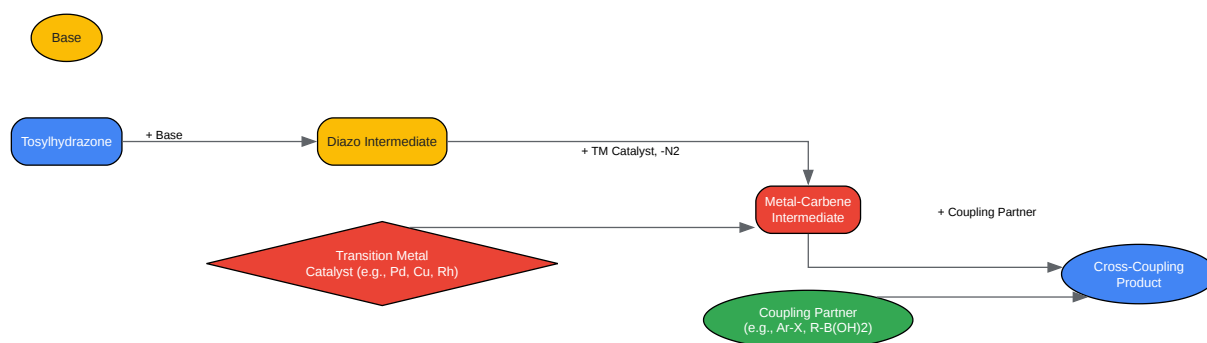 Base
Tosylhydrazone
+ Base
Diazo Intermediate
+ TM Catalyst, -N2
Metal-Carbene
Intermediate
+ Coupling Partner
Transition Metal
Catalyst (e.g., Pd, Cu, Rh)
Cross-Coupling
Product
Coupling Partner
(e.g., Ar-X, R-B(OH)2)